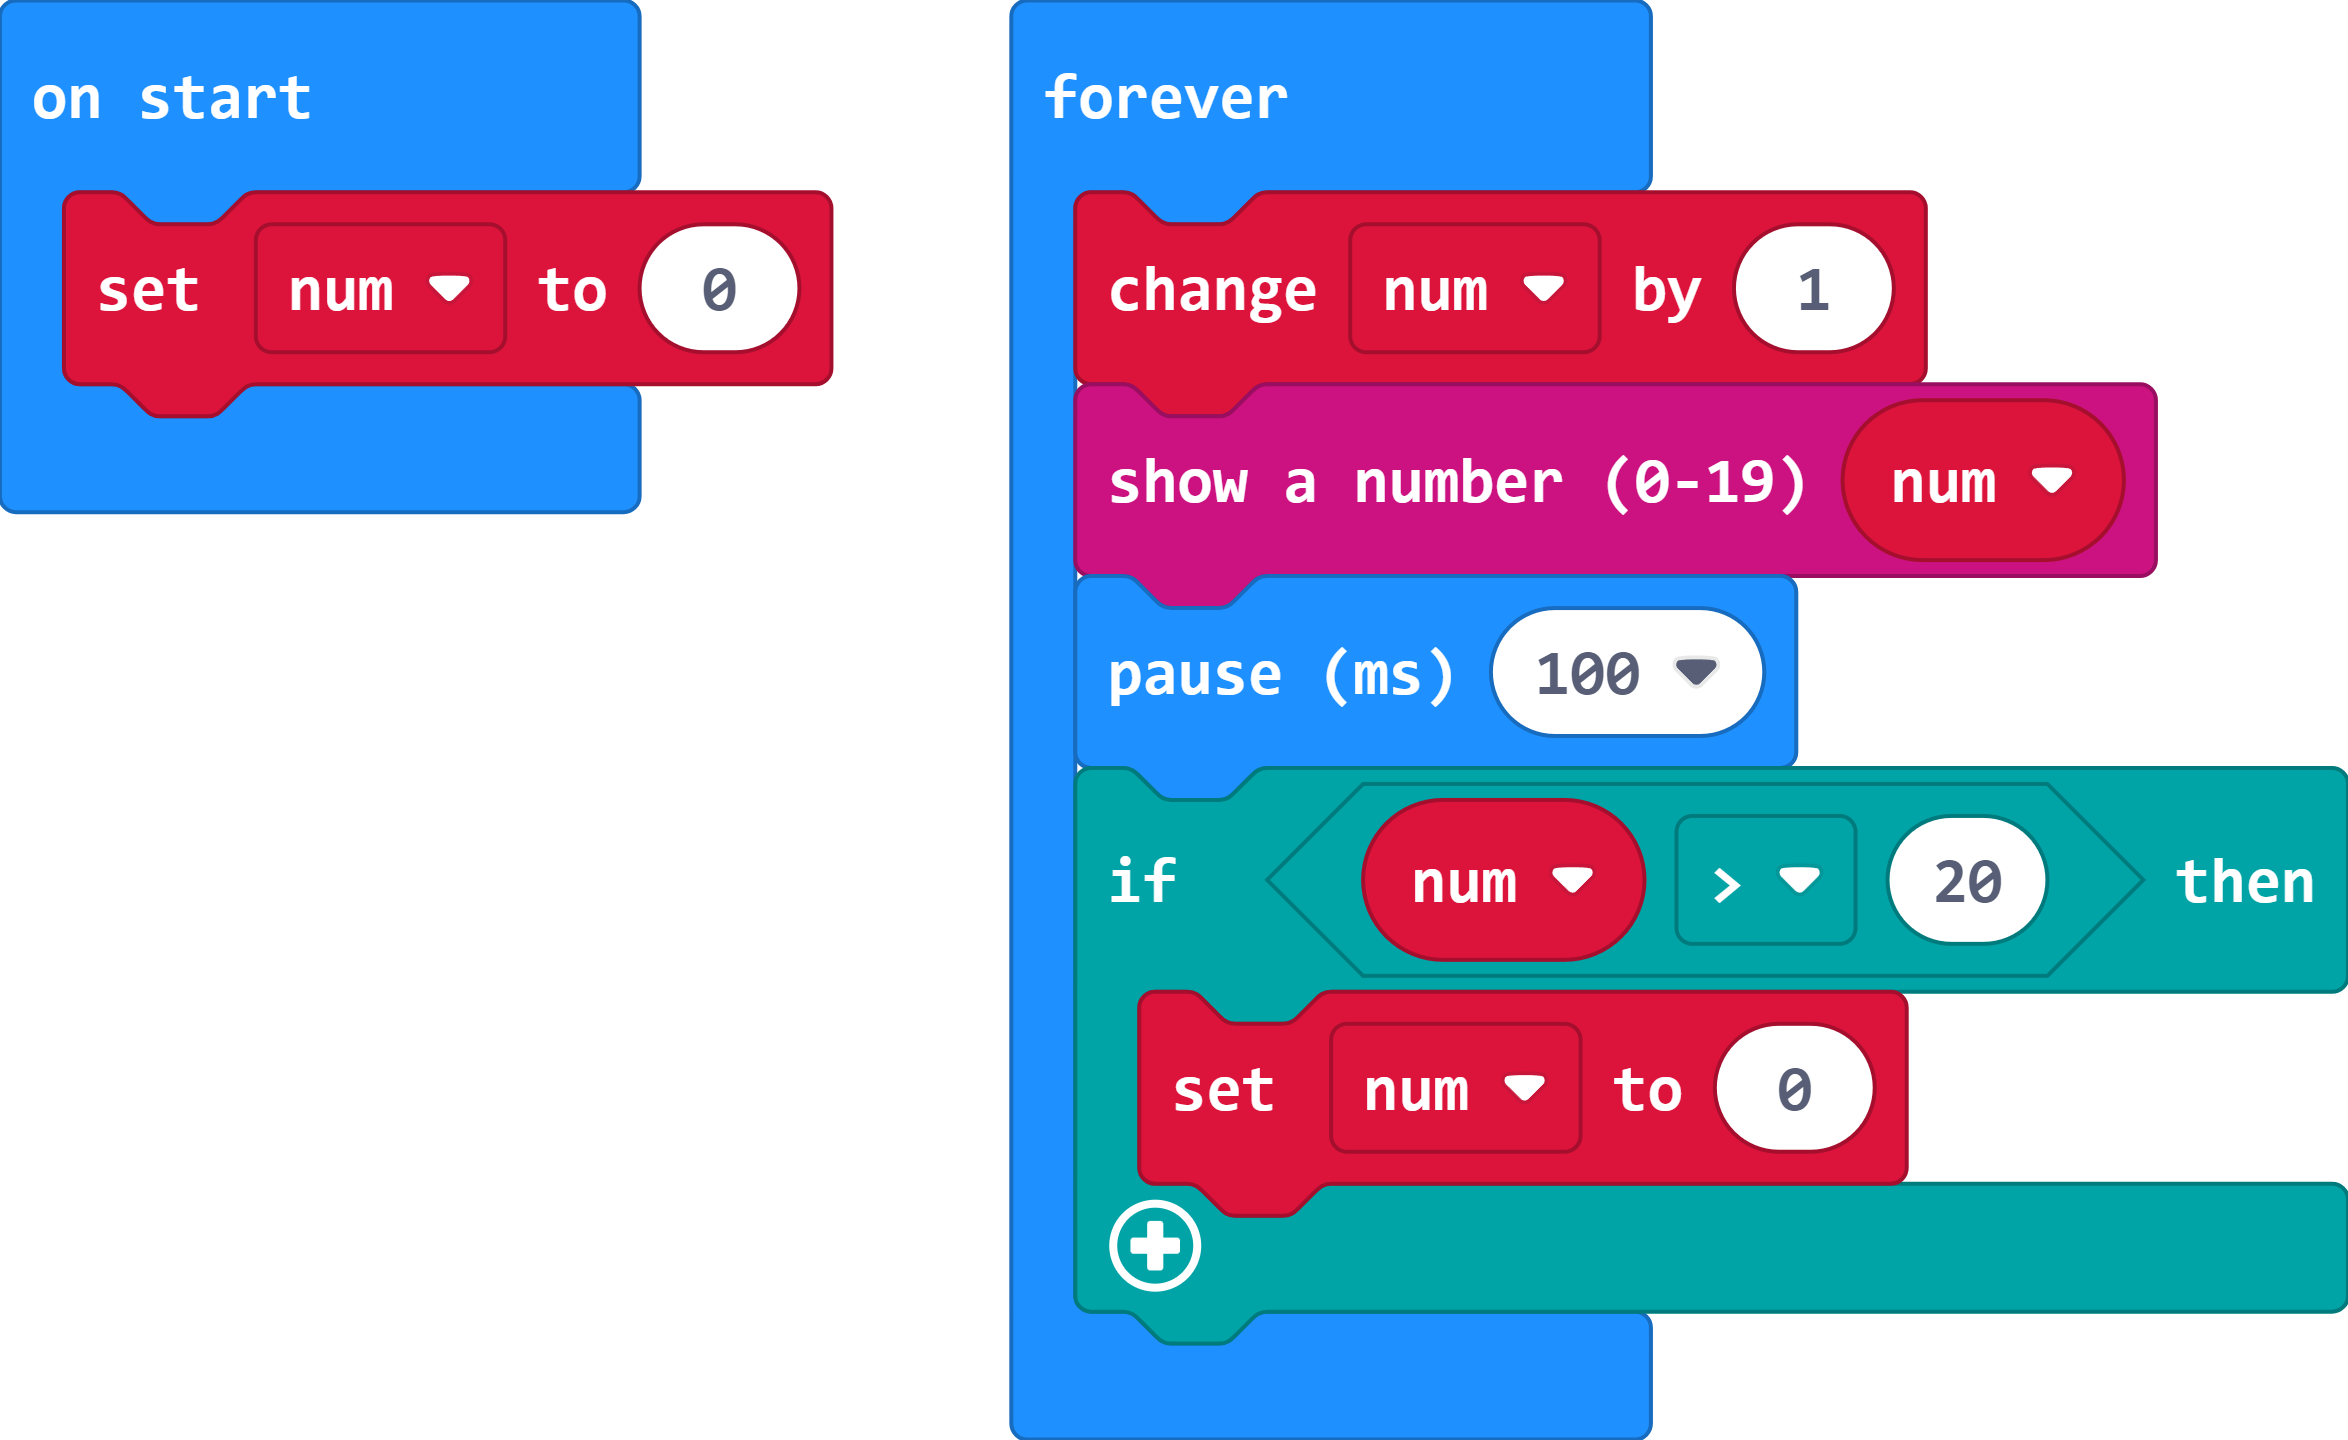 on start
set num to 0
forever
change num by 1
show a number (0-19) num
pause (ms) 100
if num > 20 then
set num to 0